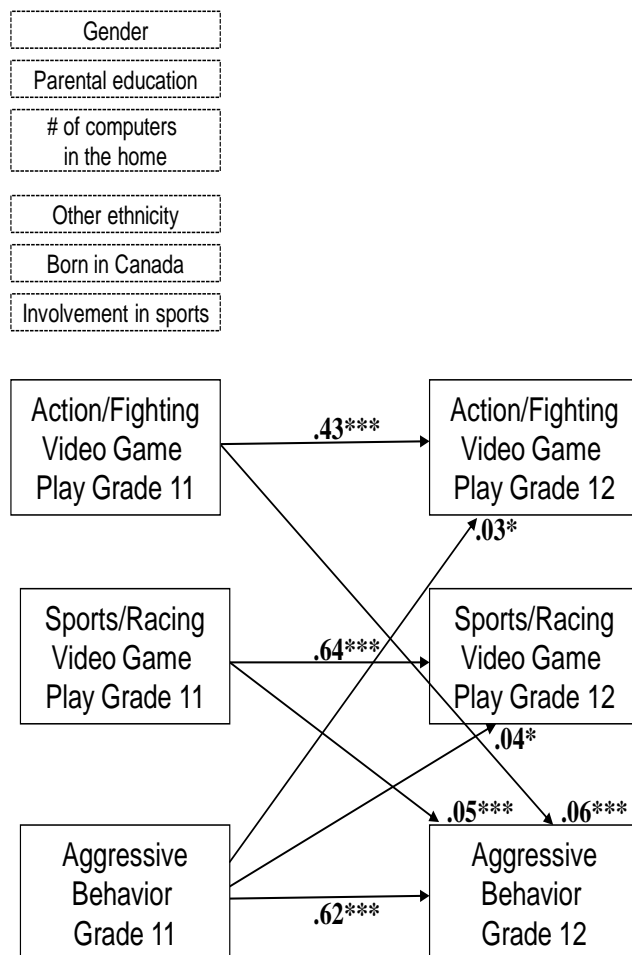 Gender
Parental education
# of computers
in the home
Other ethnicity
Born in Canada
Involvement in sports
Action/Fighting
Video Game
Play Grade 11
.43***
Action/Fighting
Video Game
Play Grade 12
.03*
Sports/Racing
Video Game
Play Grade 11
.64***
Sports/Racing
Video Game
Play Grade 12
.04*
.05***
.06***
Aggressive
Behavior
Grade 11
.62***
Aggressive
Behavior
Grade 12